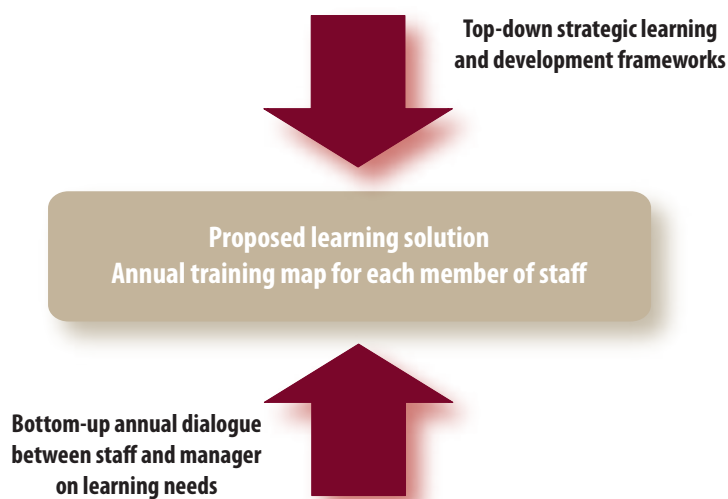 Top-down strategic learning
and development frameworks
Proposed learning solution
Annual training map for each member of staff
Bottom-up annual dialogue
between staff and manager
on learning needs